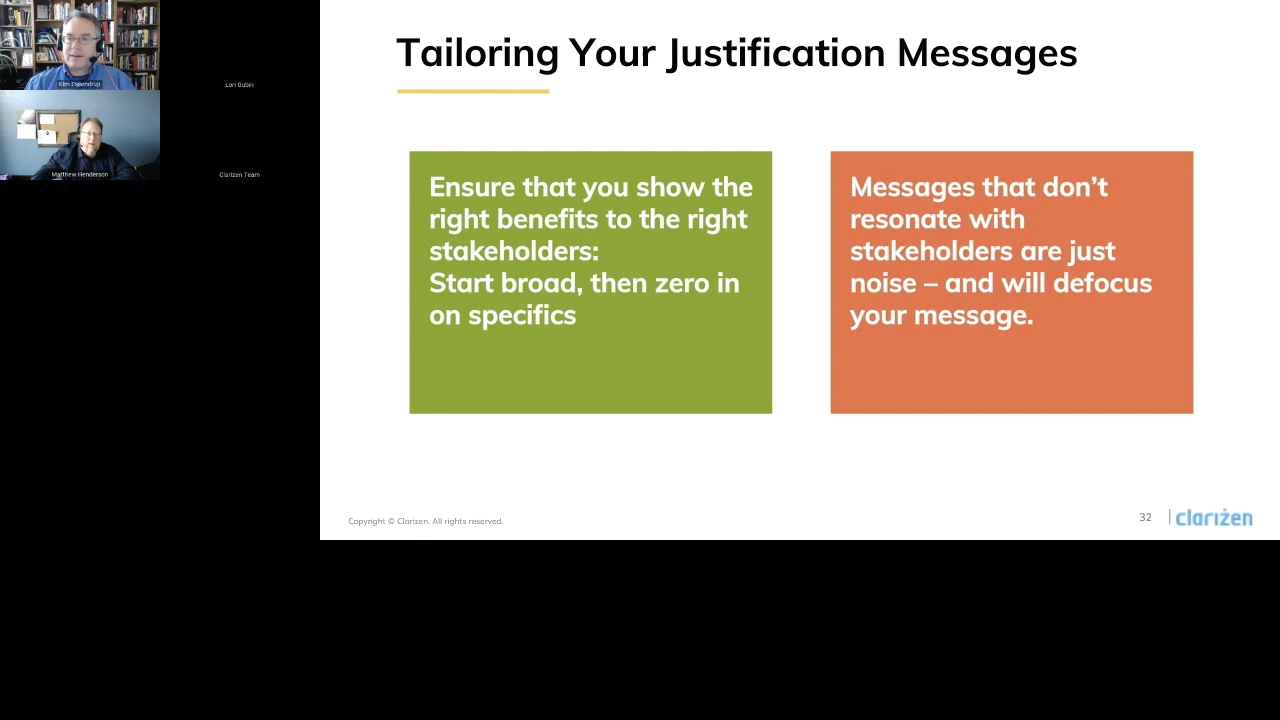 Kim Essendrup
Lori Gubin
Matthew Henderson
Clarizen Team
Tailoring Your Justification Messages
Ensure that you show the
right benefits to the right
stakeholders:
Start broad, then zero in
on specifics
Messages that don’t
resonate with
stakeholders are just
noise – and will defocus
your message.
Copyright © Clarizen. All rights reserved.
32
clarizen